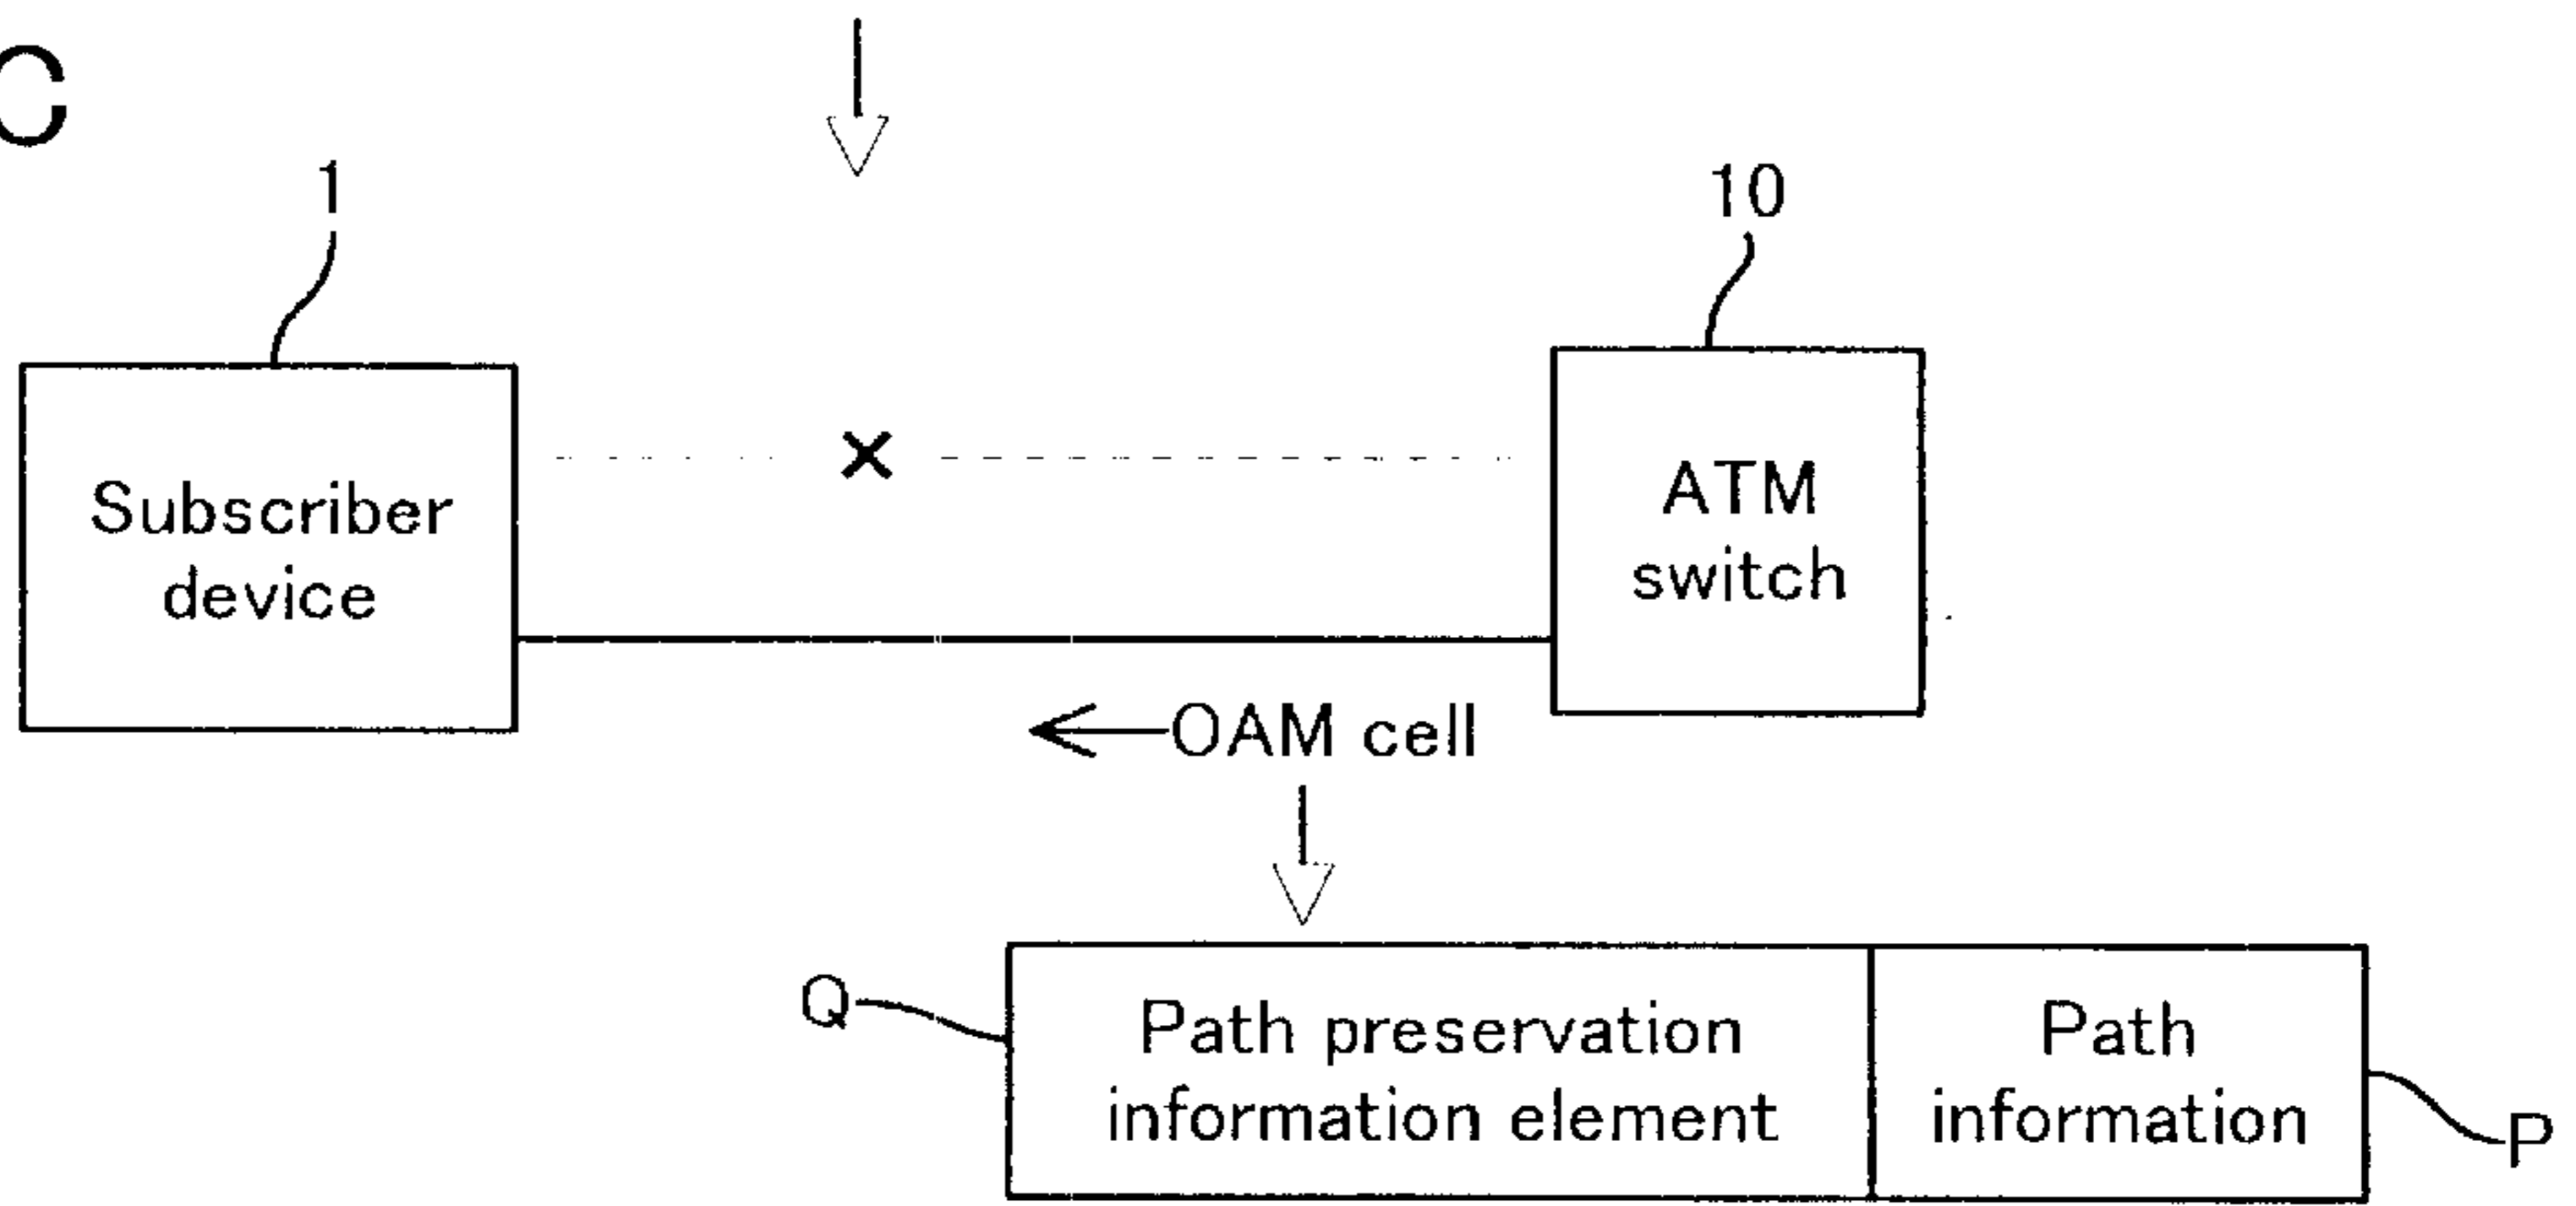 C
1
10
Subscriber
device
ATM
switch
OAM cell
Q
Path preservation
information element
Path
information
P